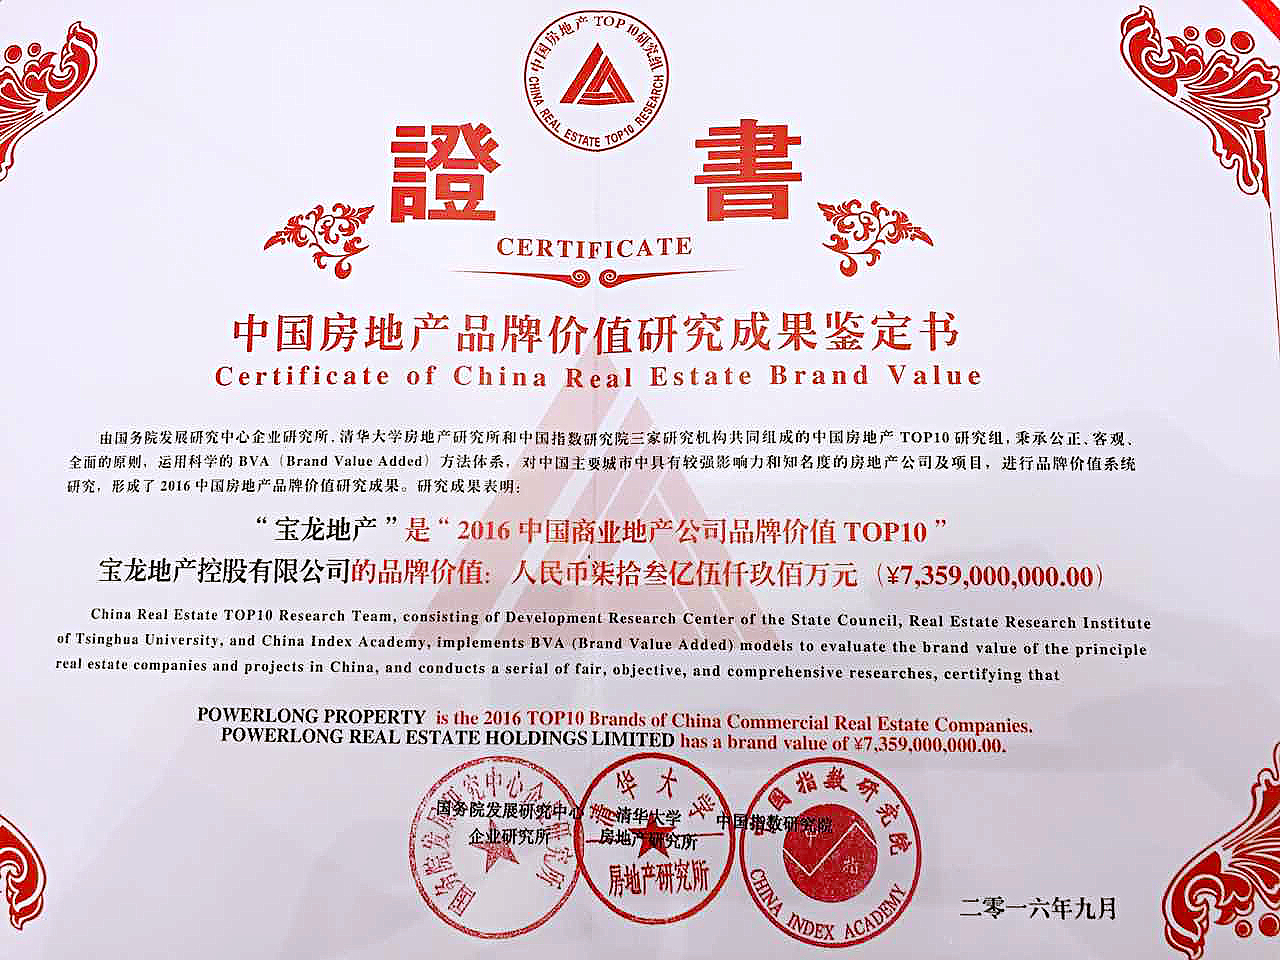 中国房地产TOP10研究组
CHINA REAL ESTATE TOP10 RESEARCH
證書
CERTIFICATE
中国房地产品牌价值研究成果鉴定书
Certificate of China Real Estate Brand Value
由国务院发展研究中心企业研究所、清华大学房地产研究所和中国指数研究院三家研究机构共同组成的中国房地产 TOP10 研究组，秉承公正、客观、
全面的原则，运用科学的 BVA（Brand Value Added）方法体系，对中国主要城市中具有较强影响力和知名度的房地产公司及项目，进行品牌价值系统
研究，形成了 2016 中国房地产品牌价值研究成果。研究成果表明：
“宝龙地产”是“2016 中国商业地产公司品牌价值 TOP10”
宝龙地产控股有限公司的品牌价值：人民币柒拾叁亿伍仟玖佰万元（¥7,359,000,000.00）
China Real Estate TOP10 Research Team, consisting of Development Research Center of the State Council, Real Estate Research Institute
of Tsinghua University, and China Index Academy, implements BVA (Brand Value Added) models to evaluate the brand value of the principle
real estate companies and projects in China, and conducts a serial of fair, objective, and comprehensive researches, certifying that
POWERLONG PROPERTY is the 2016 TOP10 Brands of China Commercial Real Estate Companies.
POWERLONG REAL ESTATE HOLDINGS LIMITED has a brand value of ¥7,359,000,000.00.
国务院发展研究中心企业研究所
国务院发展研究中心
企业研究所
清华大学
清华大学
房地产研究所
房地产研究所
中国指数研究院
中国指数研究院
中指
CHINA INDEX ACADEMY
二零一六年九月